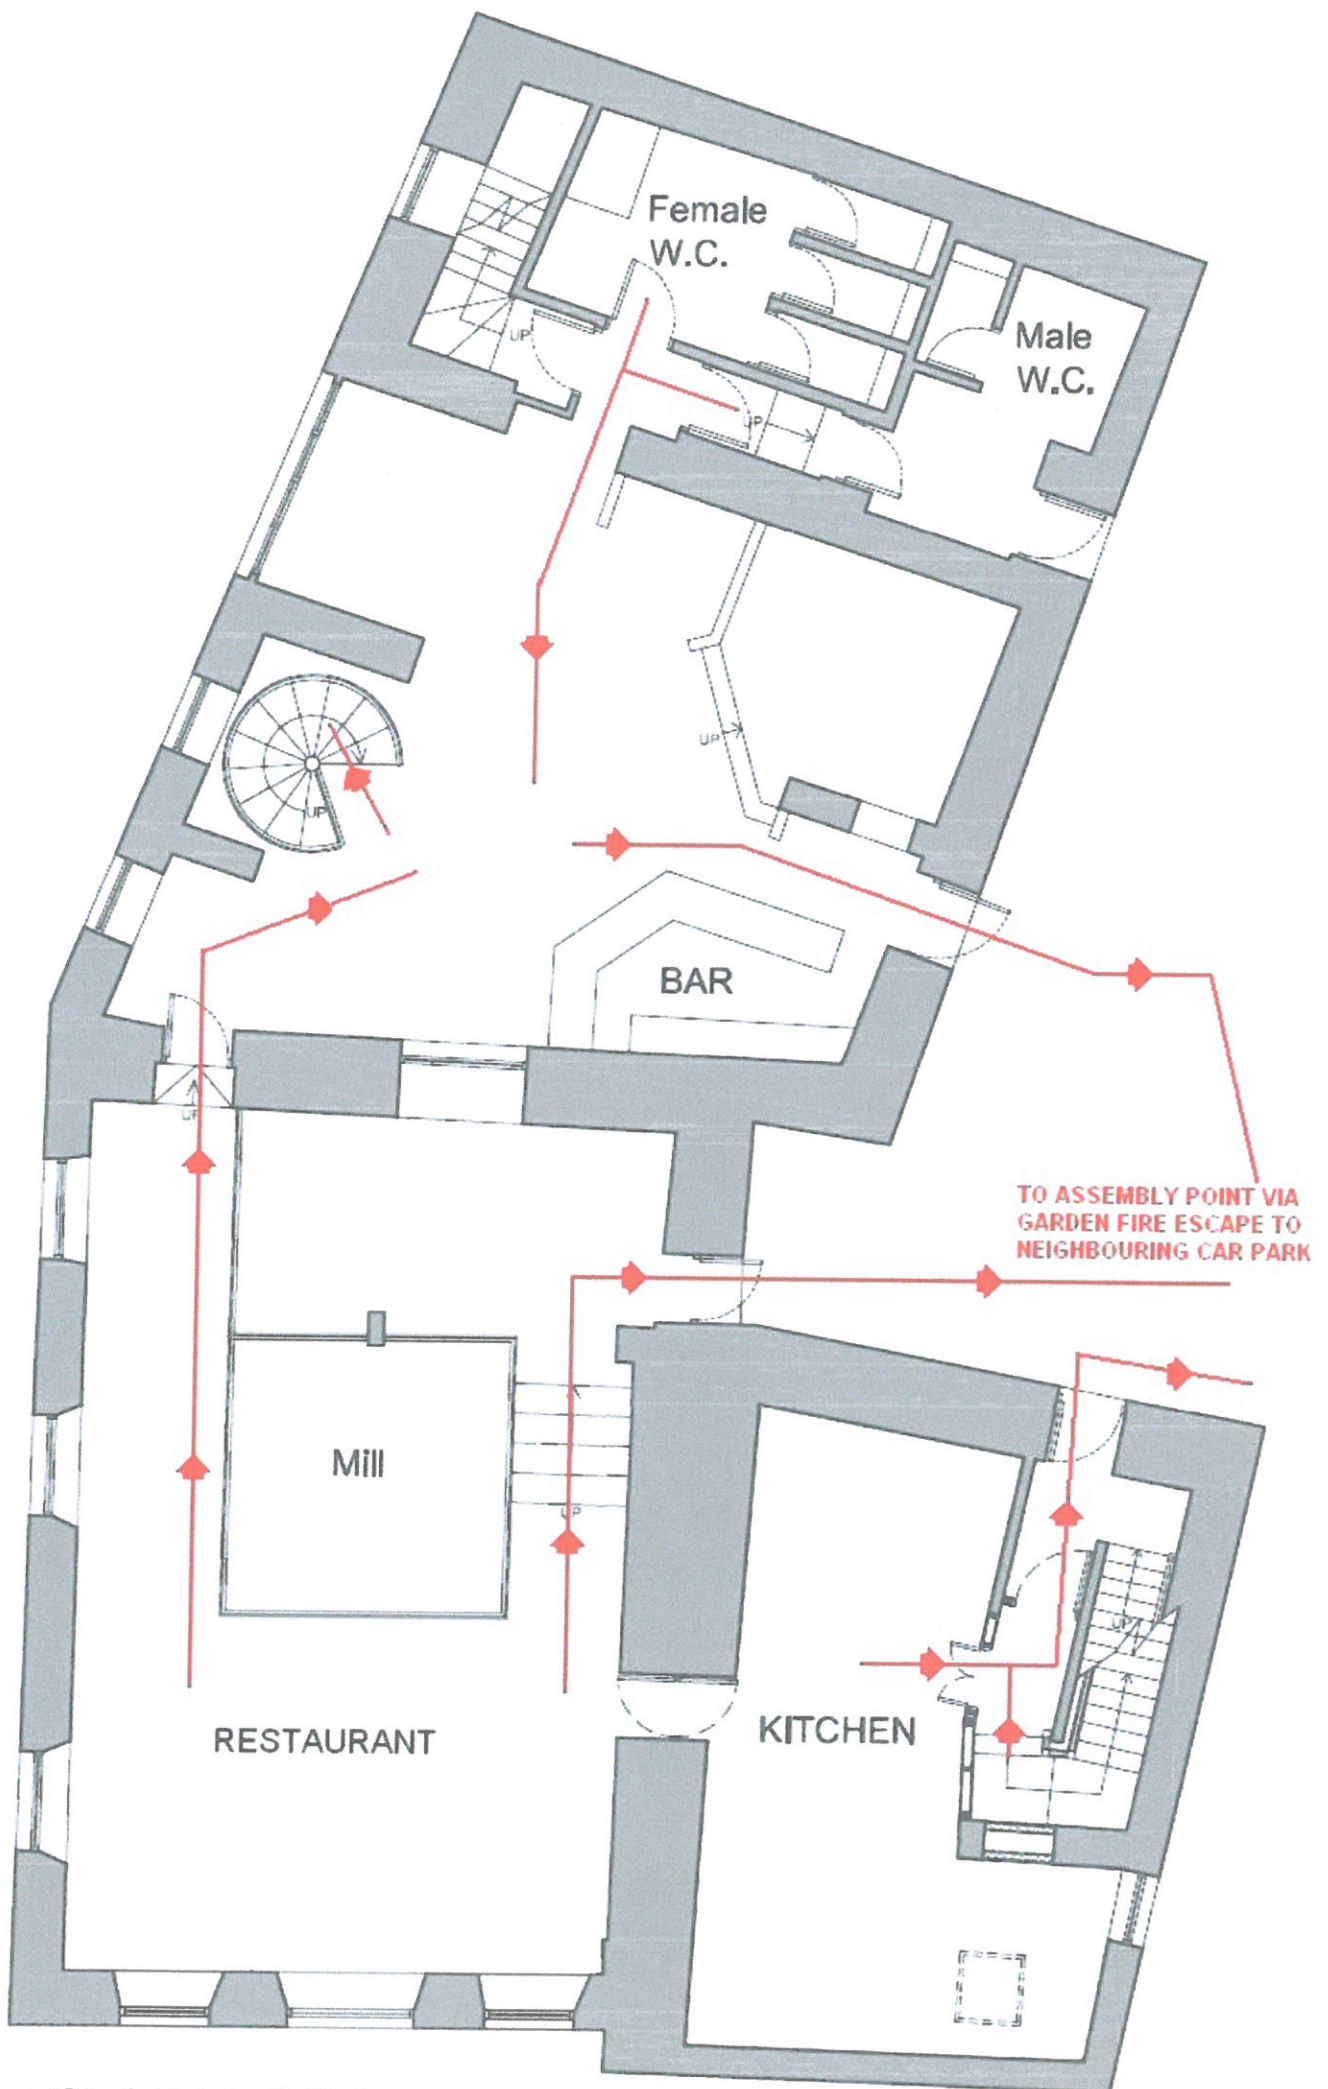 Female
W.C.
Male
W.C.
UP
UP
UP
UP
BAR
UP
TO ASSEMBLY POINT VIA
GARDEN FIRE ESCAPE TO
NEIGHBOURING CAR PARK
Mill
UP
UP
RESTAURANT
KITCHEN